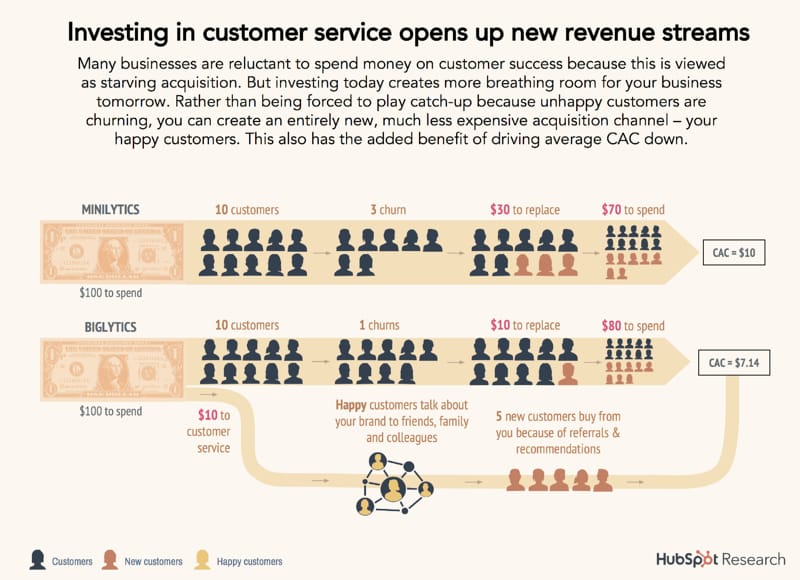 Investing in customer service opens up new revenue streams
Many businesses are reluctant to spend money on customer success because this is viewed
as starving acquisition. But investing today creates more breathing room for your business
tomorrow. Rather than being forced to play catch-up because unhappy customers are
churning, you can create an entirely new, much less expensive acquisition channel – your
happy customers. This also has the added benefit of driving average CAC down.
MINILYTICS
10 customers
3 churn
$30 to replace
$70 to spend
CAC = $10
$100 to spend
BIGLYTICS
10 customers
1 churns
$10 to replace
$80 to spend
CAC = $7.14
$100 to spend
$10 to
customer
service
Happy customers talk about
your brand to friends, family
and colleagues
5 new customers buy from
you because of referrals &
recommendations
Customers
New customers
Happy customers
HubSpot Research